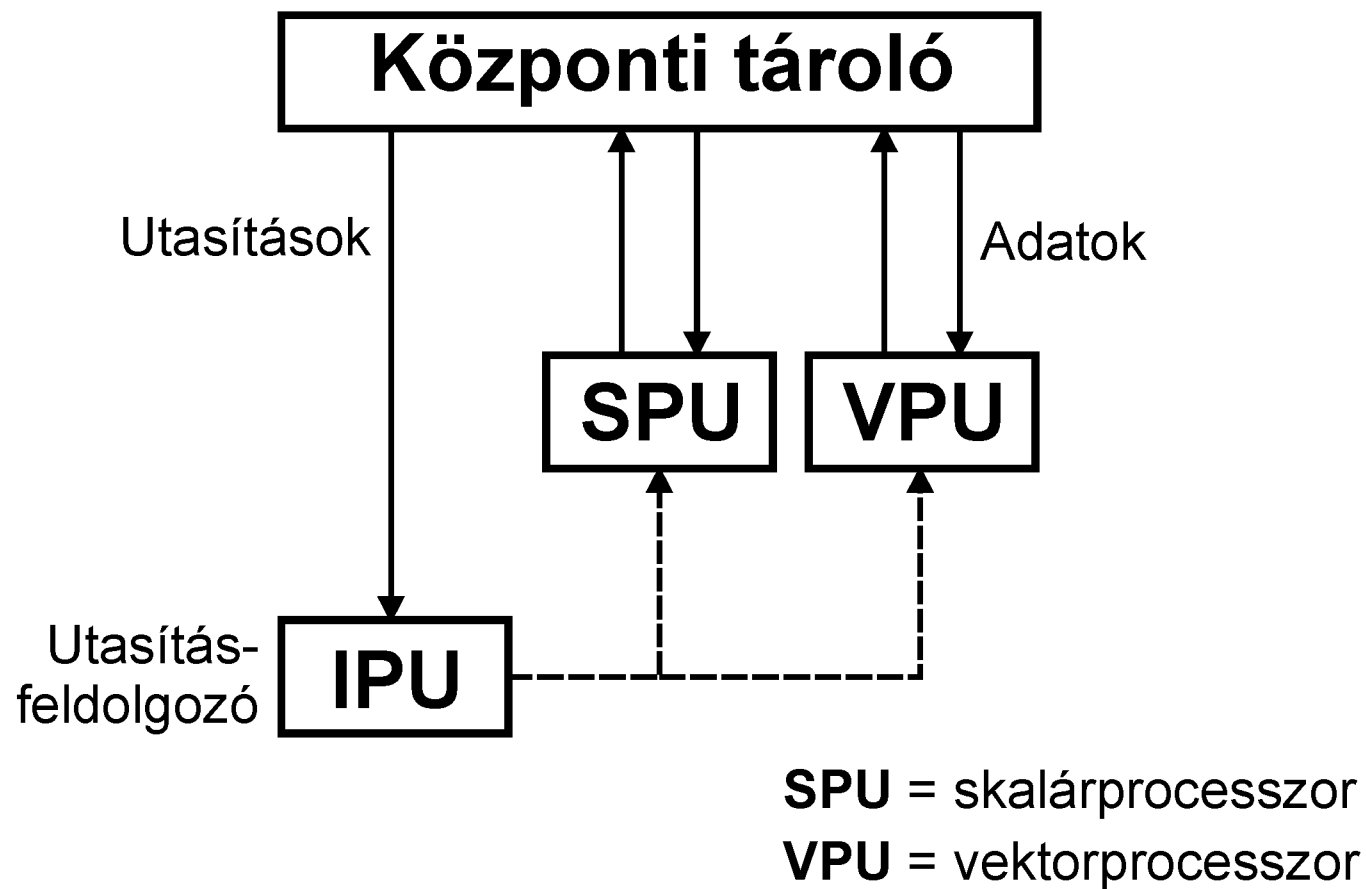 Központi tároló
Utasítások
Adatok
SPU
VPU
Utasítás-
feldolgozó
IPU
SPU = skalárprocesszor
VPU = vektorprocesszor